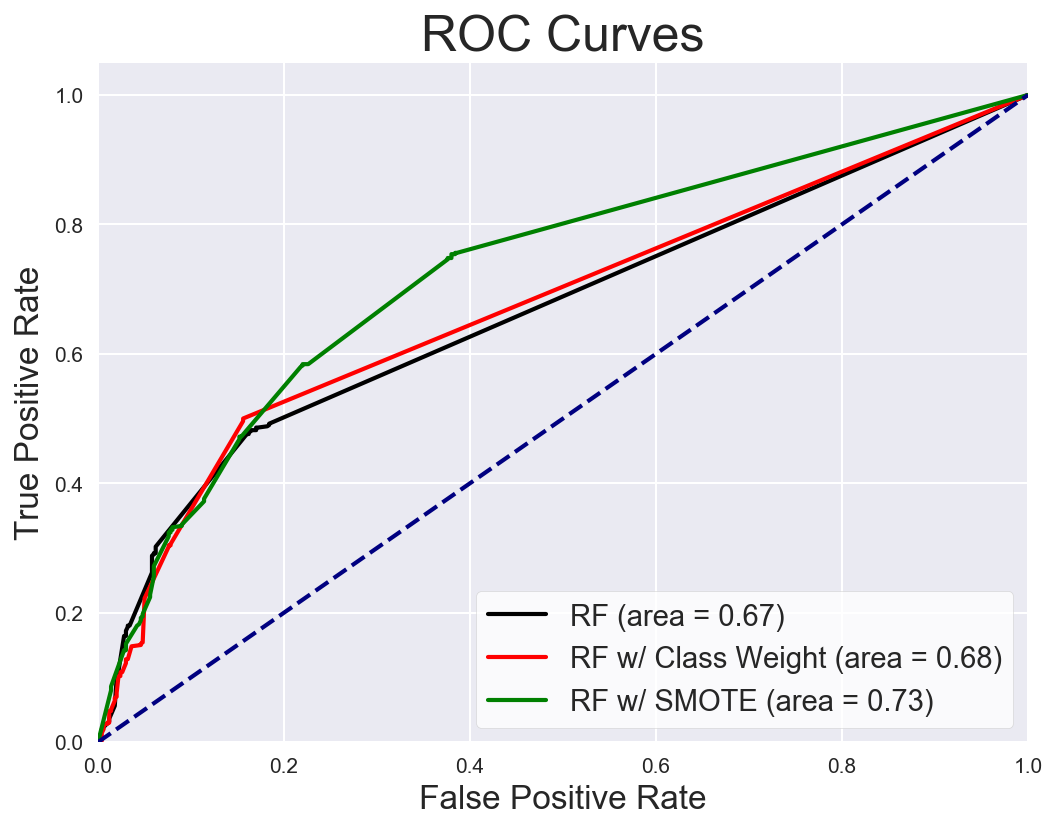 ROC Curves
True Positive Rate
1.0
0.8
0.6
0.4
0.2
0.0
RF (area = 0.67)
RF w/ Class Weight (area = 0.68)
RF w/ SMOTE (area = 0.73)
0.0 0.2 0.4 0.6 0.8 1.0
False Positive Rate